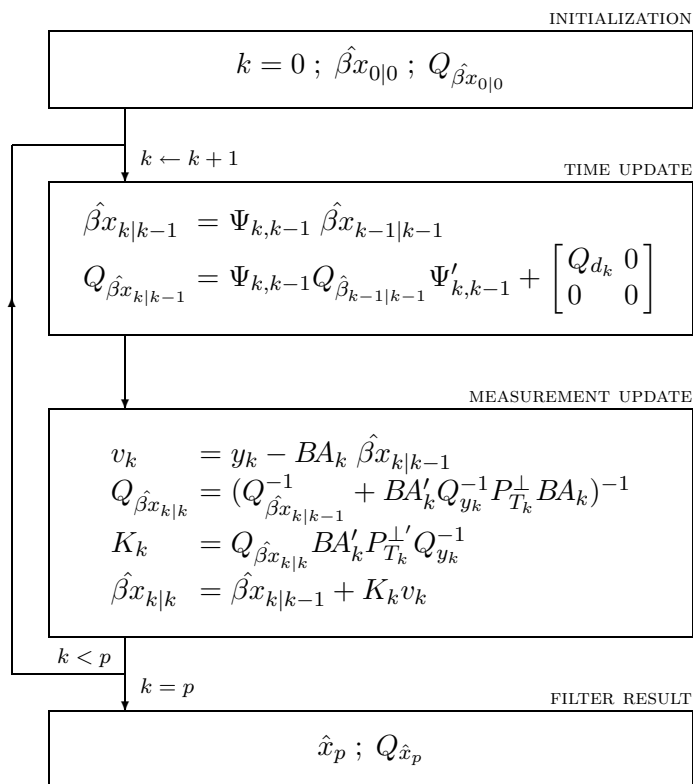 INITIALIZATION
k = 0 ; β̂x_{0|0} ; Q_{β̂x_{0|0}}
k ← k + 1
TIME UPDATE
β̂x_{k|k−1} = Ψ_{k,k−1} β̂x_{k−1|k−1}
Q_{β̂x_{k|k−1}} = Ψ_{k,k−1} Q_{β̂_{k−1|k−1}} Ψ′_{k,k−1} + [Q_{d_k} 0
0 0]
MEASUREMENT UPDATE
v_k = y_k − BA_k β̂x_{k|k−1}
Q_{β̂x_{k|k}} = (Q^{−1}_{β̂x_{k|k−1}} + BA′_k Q^{−1}_{y_k} P^⊥_{T_k} BA_k)^{−1}
K_k = Q_{β̂x_{k|k}} BA′_k P^{⊥′}_{T_k} Q^{−1}_{y_k}
β̂x_{k|k} = β̂x_{k|k−1} + K_k v_k
k < p
k = p
FILTER RESULT
x̂_p ; Q_{x̂_p}